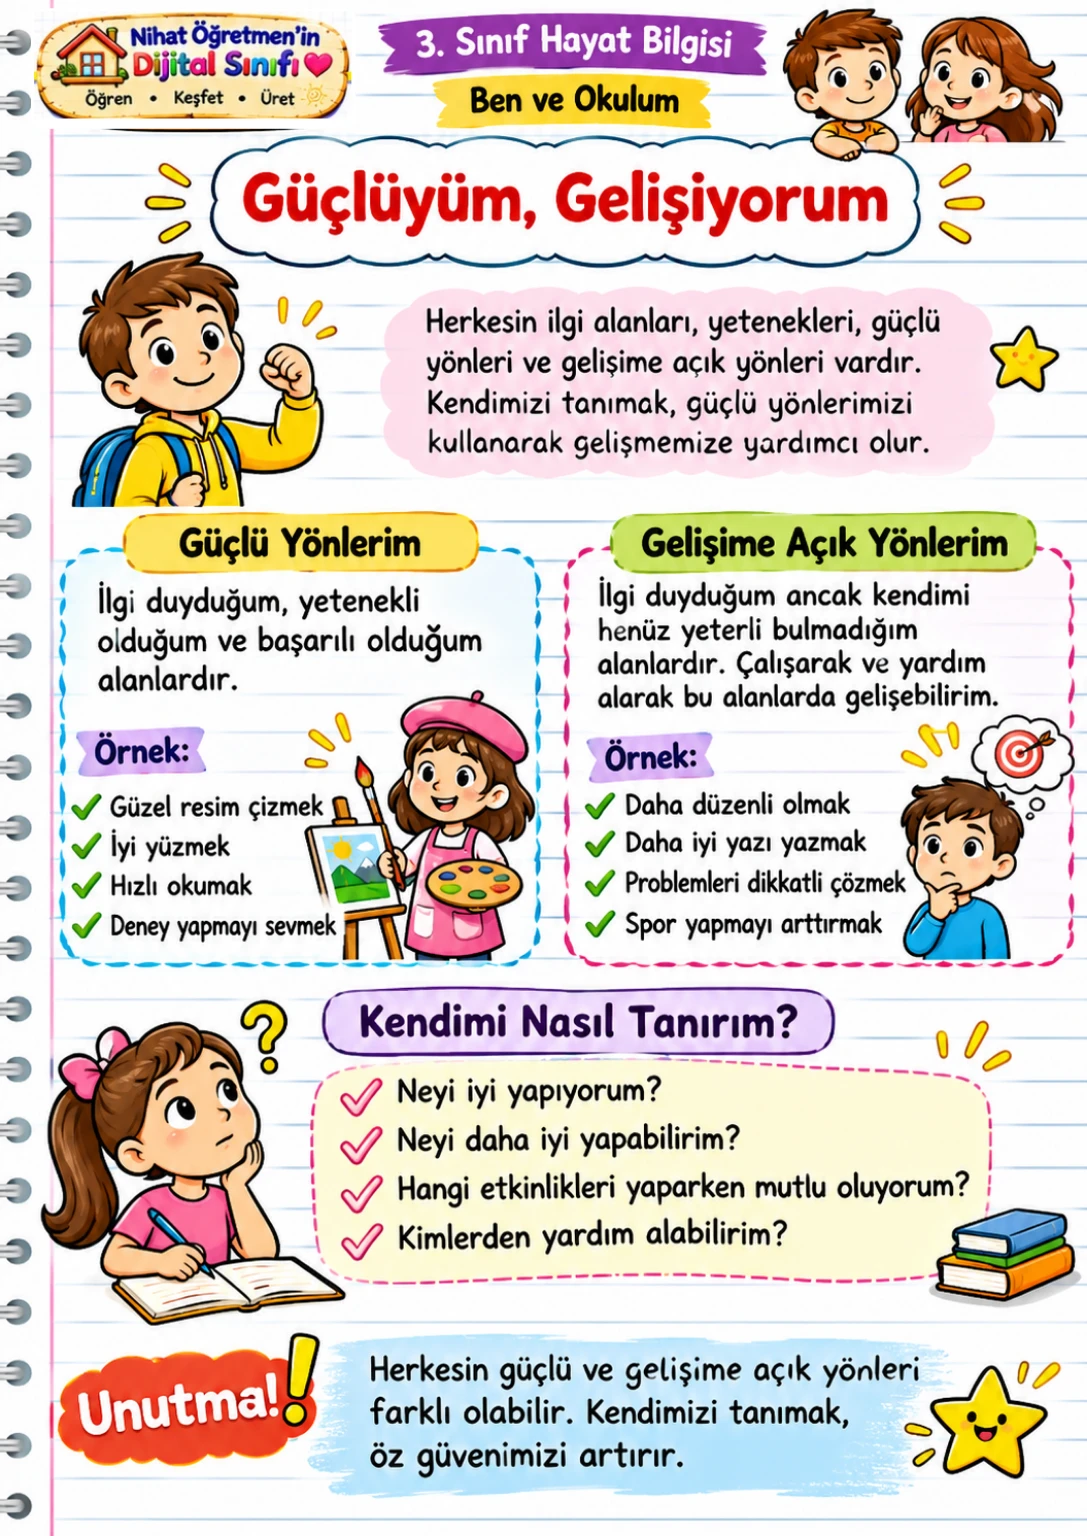 Nihat Öğretmen'in
Dijital Sınıfı
Öğren • Keşfet • Üret
3. Sınıf Hayat Bilgisi
Ben ve Okulum
Güçlüyüm, Gelişiyorum
Herkesin ilgi alanları, yetenekleri, güçlü
yönleri ve gelişime açık yönleri vardır.
Kendimizi tanımak, güçlü yönlerimizi
kullanarak gelişmemize yardımcı olur.
Güçlü Yönlerim
İlgi duyduğum, yetenekli
olduğum ve başarılı olduğum
alanlardır.
Örnek:
Güzel resim çizmek
İyi yüzmek
Hızlı okumak
Deney yapmayı sevmek
Gelişime Açık Yönlerim
İlgi duyduğum ancak kendimi
henüz yeterli bulmadığım
alanlardır. Çalışarak ve yardım
alarak bu alanlarda gelişebilirim.
Örnek:
Daha düzenli olmak
Daha iyi yazı yazmak
Problemleri dikkatli çözmek
Spor yapmayı arttırmak
Kendimi Nasıl Tanırım?
Neyi iyi yapıyorum?
Neyi daha iyi yapabilirim?
Hangi etkinlikleri yaparken mutlu oluyorum?
Kimlerden yardım alabilirim?
Unutma!
Herkesin güçlü ve gelişime açık yönleri
farklı olabilir. Kendimizi tanımak,
öz güvenimizi artırır.